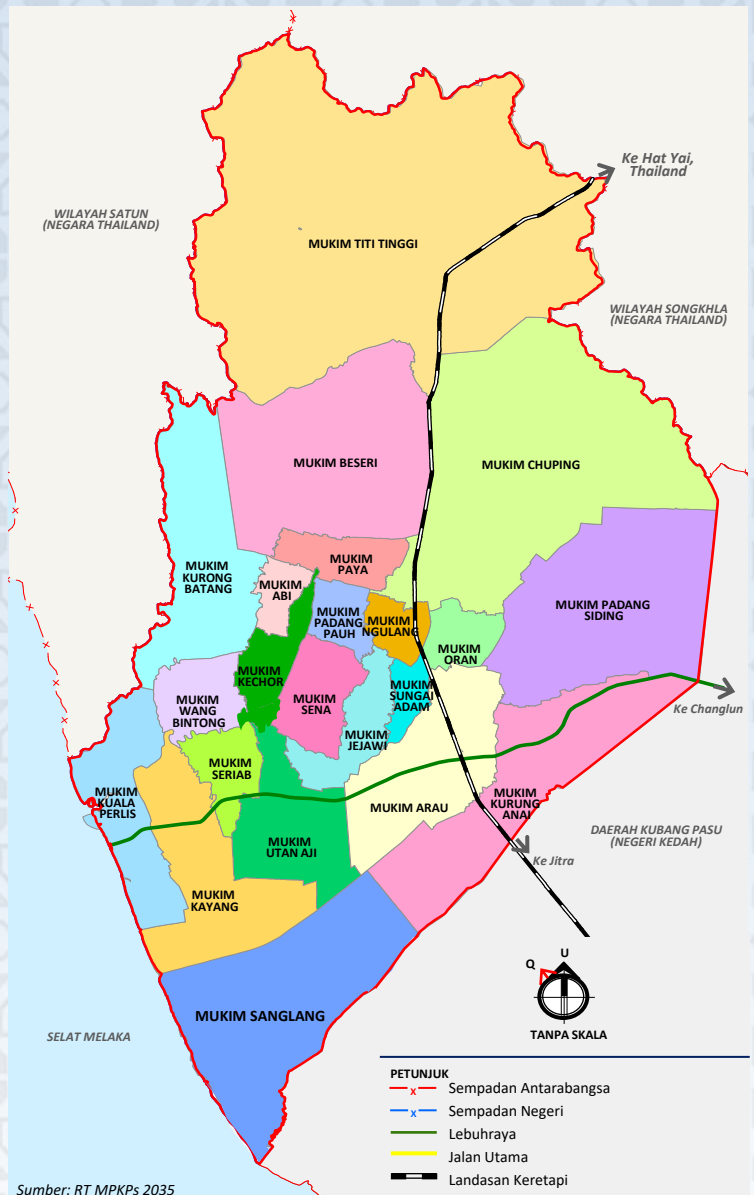 Ke Hat Yai,
Thailand
WILAYAH SATUN
(NEGARA THAILAND)
MUKIM TITI TINGGI
WILAYAH SONGKHLA
(NEGARA THAILAND)
MUKIM BESERI
MUKIM CHUPING
MUKIM
PAYA
MUKIM
KURONG
BATANG
MUKIM
ABI
MUKIM
PADANG
PAUH
MUKIM
NGULANG
MUKIM PADANG
SIDING
MUKIM
ORAN
MUKIM
KECHOR
MUKIM
SUNGAI
ADAM
MUKIM
WANG
BINTONG
MUKIM
SENA
Ke Changlun
MUKIM
JEJAWI
MUKIM
SERIAB
MUKIM
KUALA
PERLIS
MUKIM ARAU
MUKIM
KURUNG
ANAI
DAERAH KUBANG PASU
(NEGERI KEDAH)
MUKIM
UTAN AJI
Ke Jitra
MUKIM
KAYANG
U
Q
MUKIM SANGLANG
TANPA SKALA
SELAT MELAKA
PETUNJUK
x Sempadan Antarabangsa
x Sempadan Negeri
Lebuhraya
Jalan Utama
Landasan Keretapi
Sumber: RT MPKPs 2035